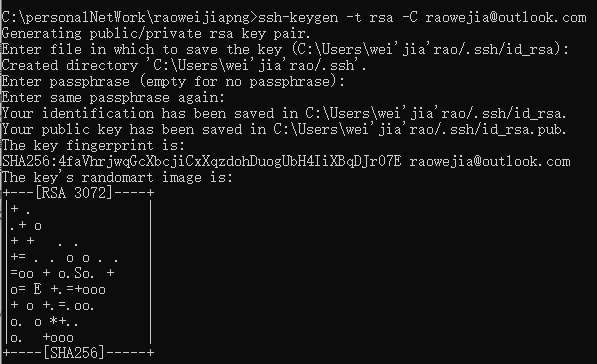 C:\personalNetWork\raoweijiapng>ssh-keygen -t rsa -C raowejia@outlook.com
Generating public/private rsa key pair.
Enter file in which to save the key (C:\Users\wei'jia'rao/.ssh/id_rsa):
Created directory 'C:\Users\wei'jia'rao/.ssh'.
Enter passphrase (empty for no passphrase):
Enter same passphrase again:
Your identification has been saved in C:\Users\wei'jia'rao/.ssh/id_rsa.
Your public key has been saved in C:\Users\wei'jia'rao/.ssh/id_rsa.pub.
The key fingerprint is:
SHA256:4faVhrjwqGcXbcjiCxXqzdohDuogUbH4IiXBqDJr07E raowejia@outlook.com
The key's randomart image is:
+---[RSA 3072]----+
|+ .              |
|.+ o             |
|+ +   . .        |
|+= . . o o . .   |
|=oo + o.So. +    |
|o= E +.=+ooo     |
|+ o +.=.oo.      |
|o. o *+..        |
|o.  +ooo         |
+----[SHA256]-----+